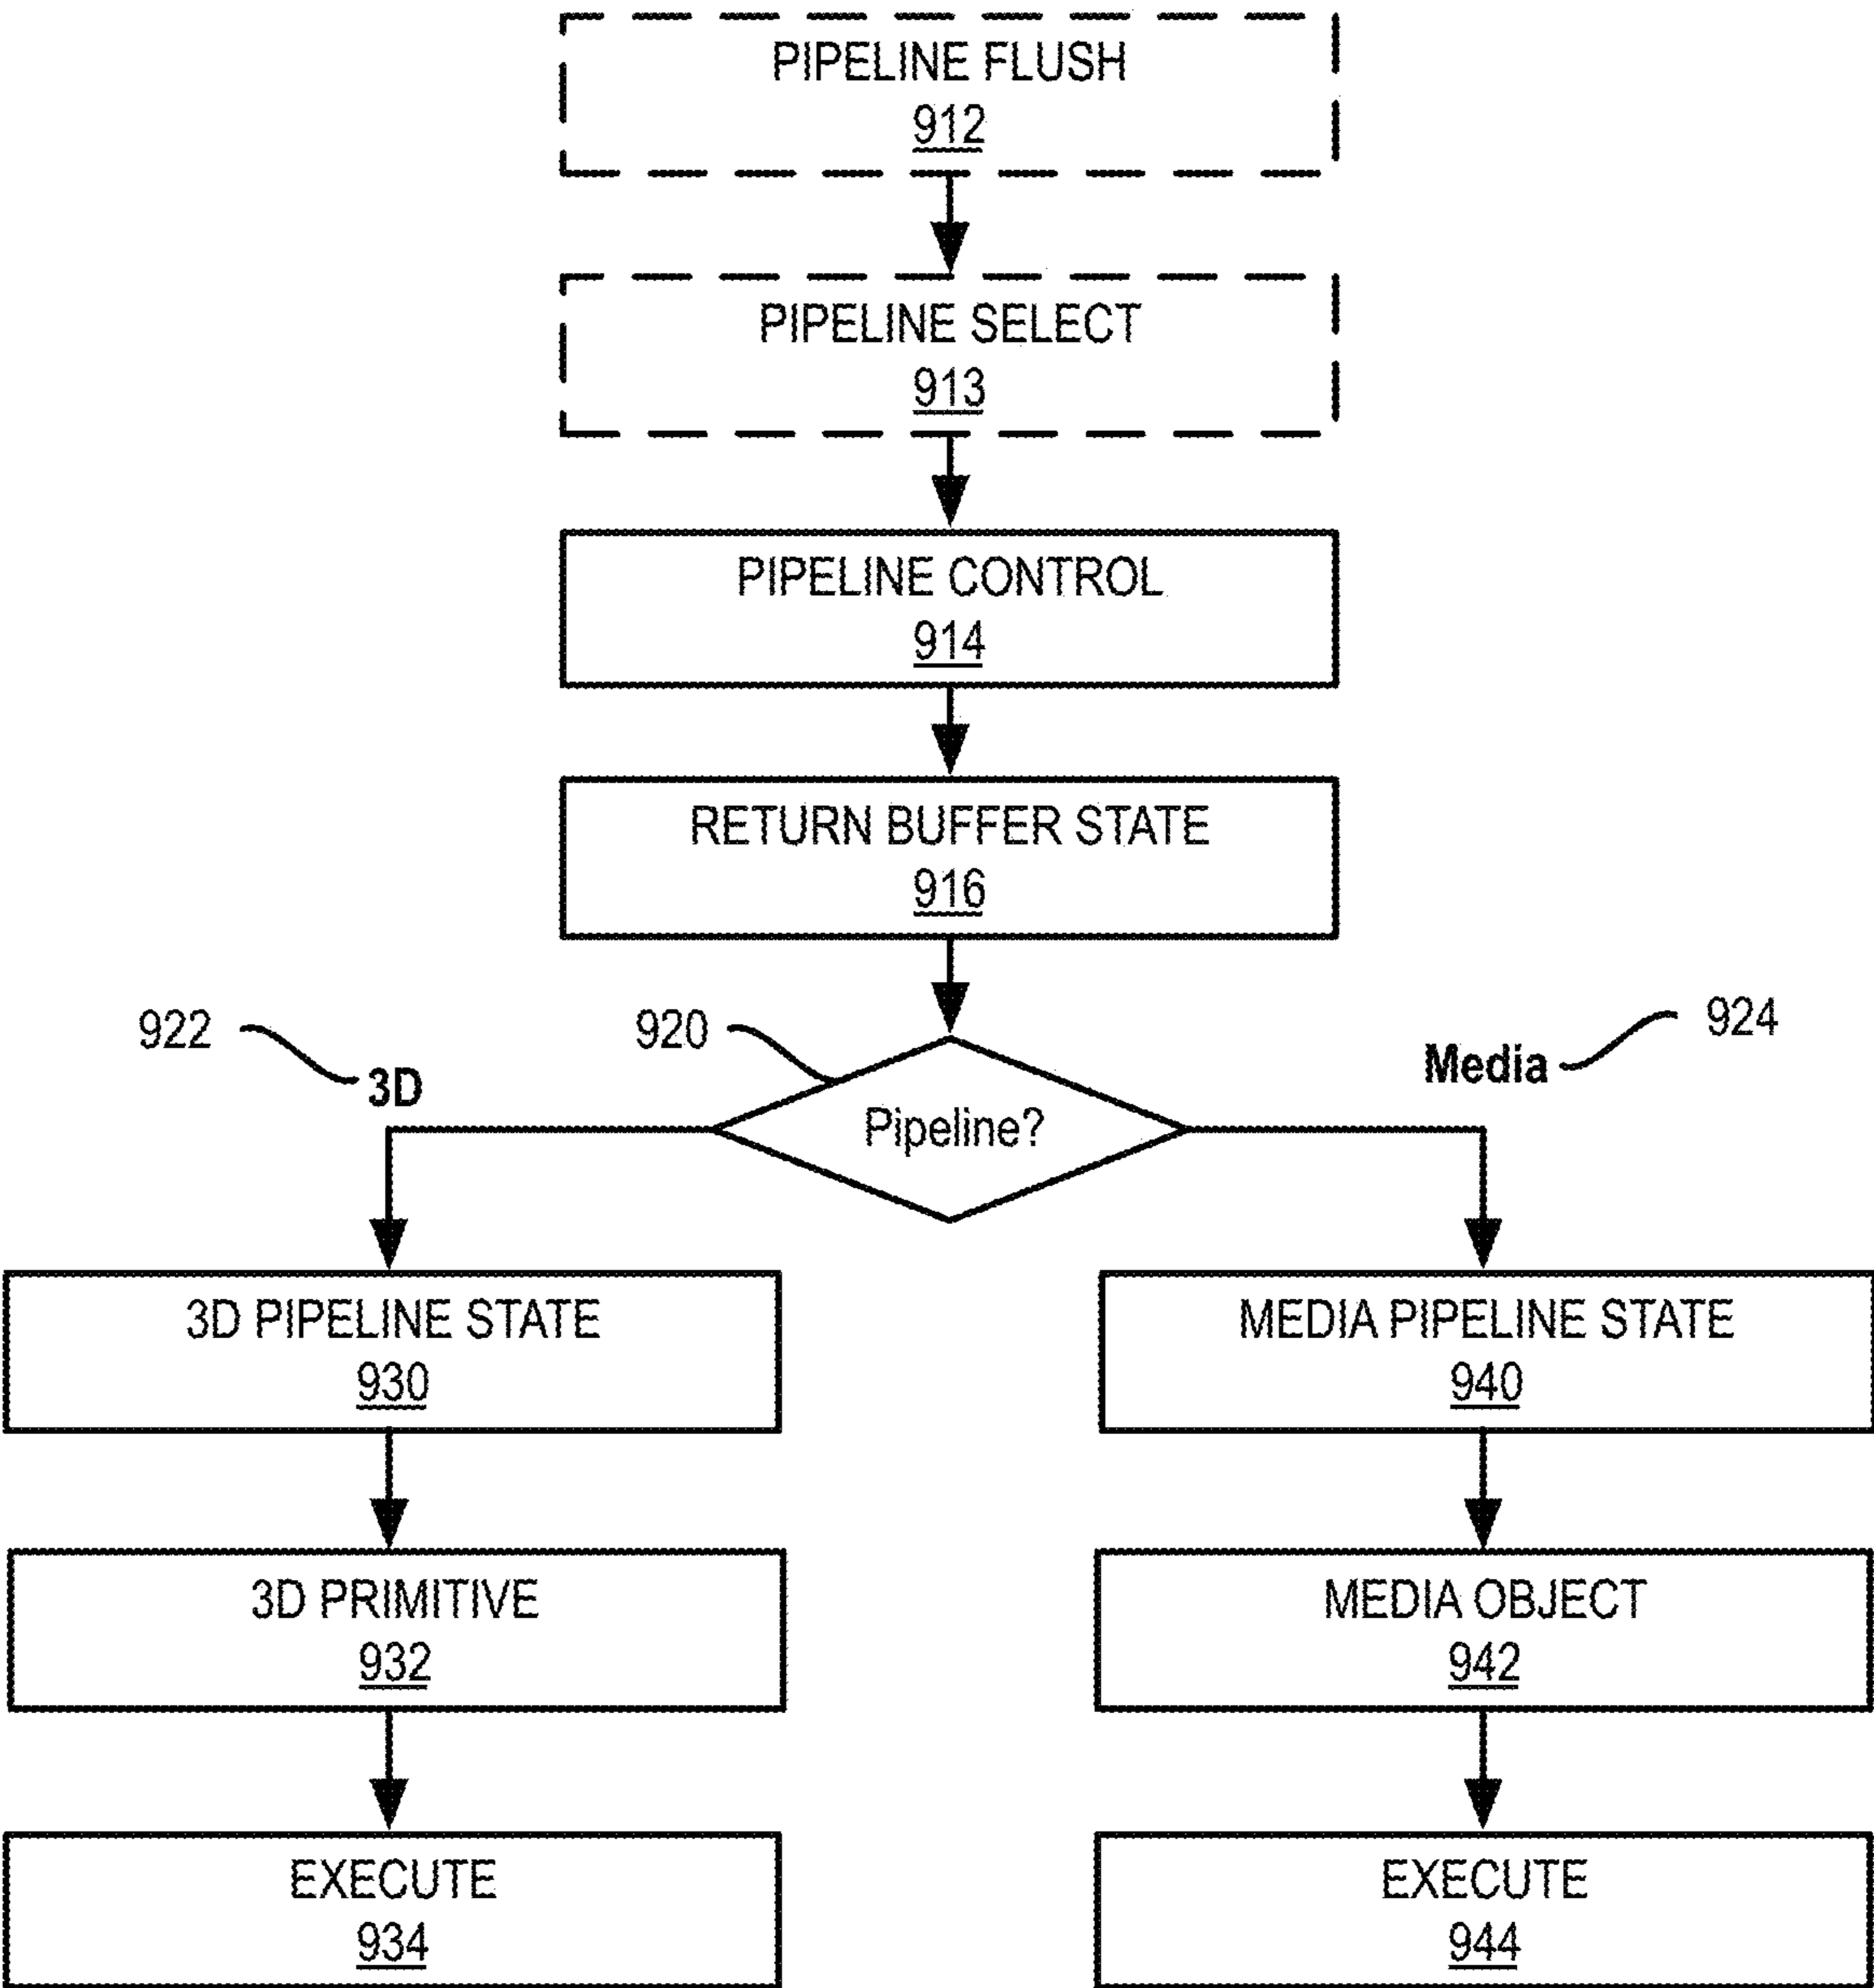 PIPELINE FLUSH
912
PIPELINE SELECT
913
PIPELINE CONTROL
914
RETURN BUFFER STATE
916
922
920
924
3D
Media
Pipeline?
3D PIPELINE STATE
930
MEDIA PIPELINE STATE
940
3D PRIMITIVE
932
MEDIA OBJECT
942
EXECUTE
934
EXECUTE
944